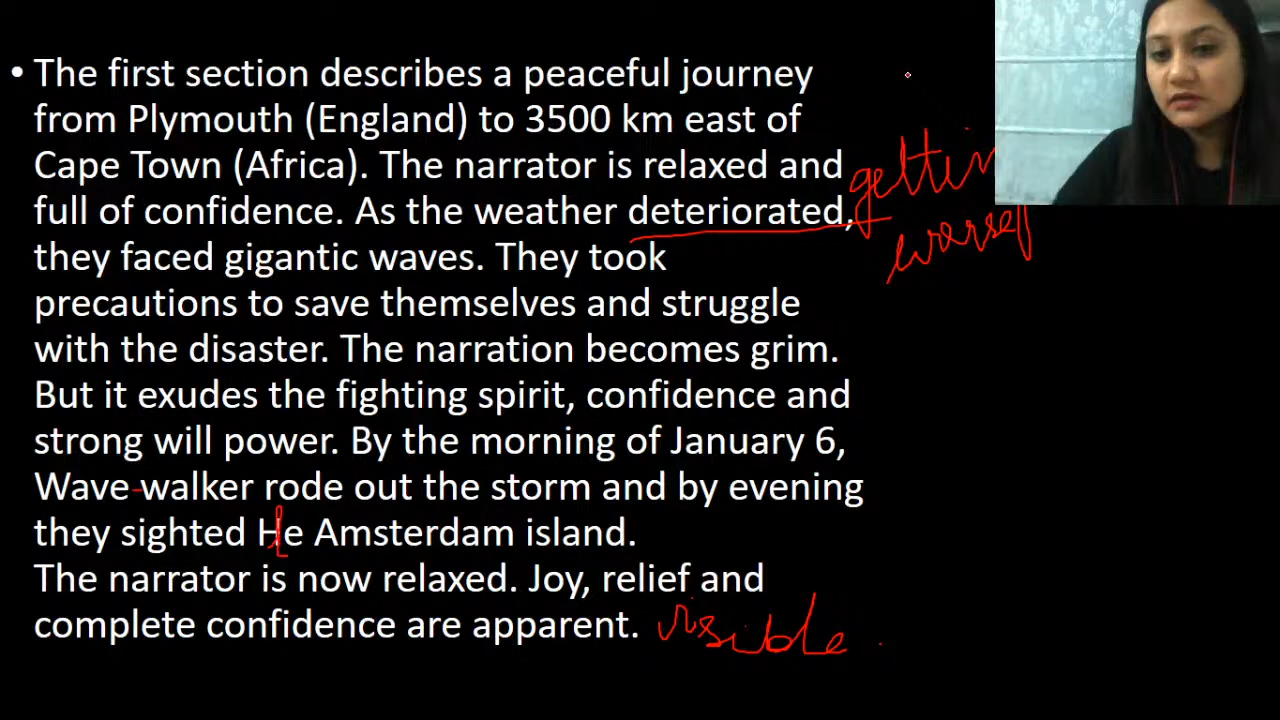 • The first section describes a peaceful journey
from Plymouth (England) to 3500 km east of
Cape Town (Africa). The narrator is relaxed and
full of confidence. As the weather deteriorated,
they faced gigantic waves. They took
precautions to save themselves and struggle
with the disaster. The narration becomes grim.
But it exudes the fighting spirit, confidence and
strong will power. By the morning of January 6,
Wave-walker rode out the storm and by evening
they sighted He Amsterdam island.
The narrator is now relaxed. Joy, relief and
complete confidence are apparent. visible